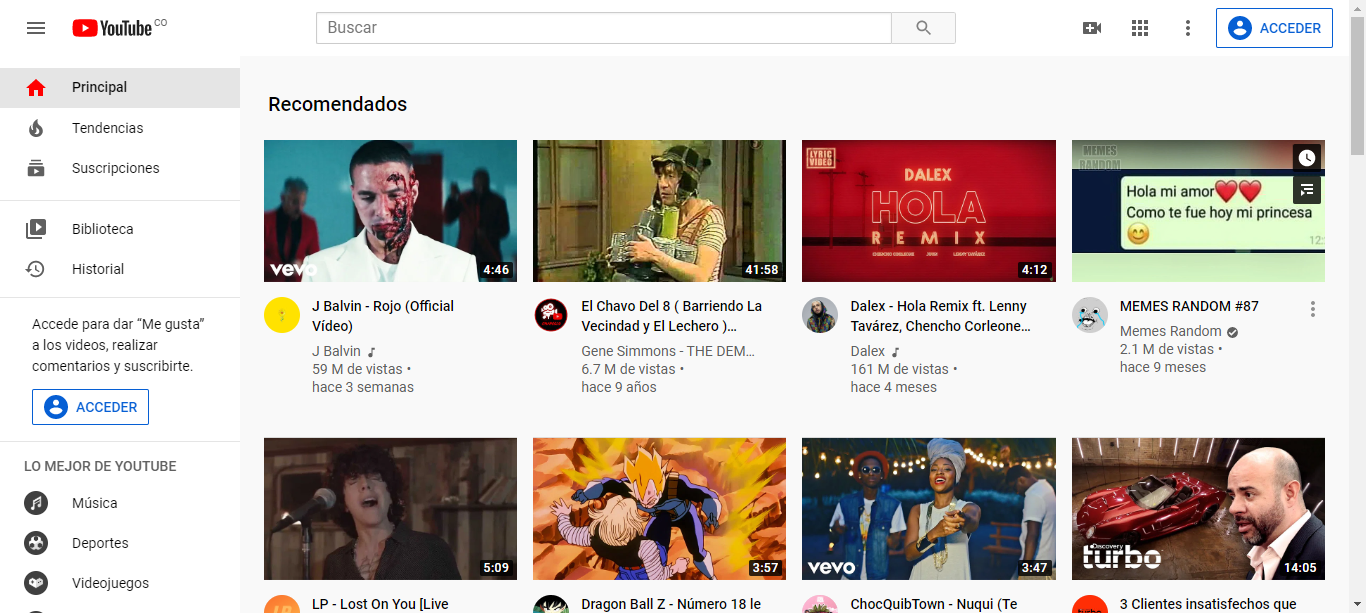 YouTube CO
Buscar
ACCEDER
Principal
Tendencias
Suscripciones
Biblioteca
Historial
Accede para dar “Me gusta”
a los videos, realizar
comentarios y suscribirte.
ACCEDER
LO MEJOR DE YOUTUBE
Música
Deportes
Videojuegos
Recomendados
vevo
4:46
J Balvin - Rojo (Official
Vídeo)
J Balvin
59 M de vistas •
hace 3 semanas
41:58
El Chavo Del 8 ( Barriendo La
Vecindad y El Lechero )…
Gene Simmons - THE DEM…
6.7 M de vistas •
hace 9 años
LYRIC
VIDEO
DALEX
HOLA
REMIX
CHENCHO CORLEONE
LENNY TAVÁREZ
4:12
Dalex - Hola Remix ft. Lenny
Tavárez, Chencho Corleone…
Dalex
161 M de vistas •
hace 4 meses
MEMES
RANDOM
Hola mi amor❤️❤️
Como te fue hoy mi princesa
😊
12:
MEMES RANDOM #87
Memes Random
2.1 M de vistas •
hace 9 meses
5:09
LP - Lost On You [Live
3:57
Dragon Ball Z - Número 18 le
vevo
3:47
ChocQuibTown - Nuqui (Te
Discovery
turbo
14:05
turbo
3 Clientes insatisfechos que